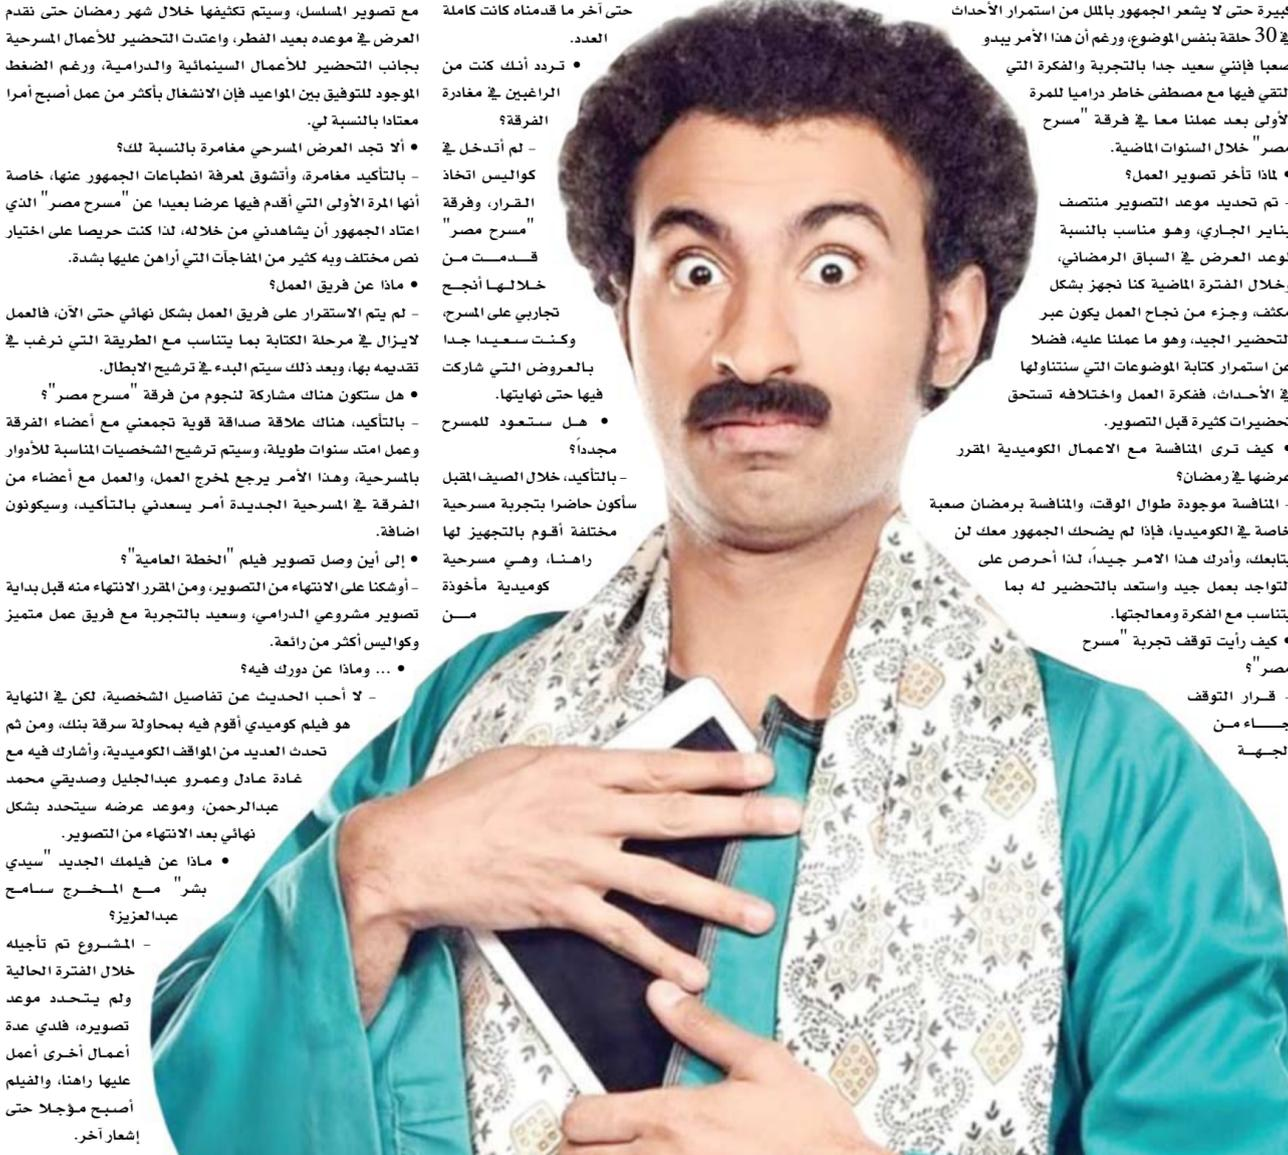 كبيرة حتى لا يشعر الجمهور بالملل من استمرار الأحداث
في 30 حلقة بنفس الموضوع، ورغم أن هذا الأمر يبدو
صعبا فإنني سعيد جدا بالتجربة والفكرة التي
التقي فيها مع مصطفى خاطر دراميا للمرة
الأولى بعد عملنا معا في فرقة "مسرح
مصر" خلال السنوات الماضية.
• لماذا تأخر تصوير العمل؟
- تم تحديد موعد التصوير منتصف
يناير الجاري، وهو مناسب بالنسبة
لموعد العرض في السباق الرمضاني،
وخلال الفترة الماضية كنا نجهز بشكل
مكثف، وجزء من نجاح العمل يكون عبر
التحضير الجيد، وهو ما عملنا عليه، فضلا
عن استمرار كتابة الموضوعات التي سنتناولها
في الأحداث، ففكرة العمل واختلافه تستحق
تحضيرات كثيرة قبل التصوير.
• كيف ترى المنافسة مع الاعمال الكوميدية المقرر
عرضها في رمضان؟
- المنافسة موجودة طوال الوقت، والمنافسة برمضان صعبة
خاصة في الكوميديا، فإذا لم يضحك الجمهور معك لن
يتابعك، وأدرك هذا الامر جيداً، لذا أحرص على
التواجد بعمل جيد واستعد بالتحضير له بما
يتناسب مع الفكرة ومعالجتها.
• كيف رأيت توقف تجربة "مسرح
مصر"؟
- قرار التوقف
جاء من
الجهة
حتى آخر ما قدمناه كانت كاملة
العدد.
• تردد أنك كنت من
الراغبين في مغادرة
الفرقة؟
- لم أتدخل في
كواليس اتخاذ
القرار، وفرقة
"مسرح مصر"
قدمت من
خلالها أنجح
تجاربي على المسرح،
وكنت سعيدا جدا
بالعروض التي شاركت
فيها حتى نهايتها.
• هل ستعود للمسرح
مجدداً؟
- بالتأكيد، خلال الصيف المقبل
سأكون حاضرا بتجربة مسرحية
مختلفة أقوم بالتجهيز لها
راهنا، وهي مسرحية
كوميدية مأخوذة
من
مع تصوير المسلسل، وسيتم تكثيفها خلال شهر رمضان حتى نقدم
العرض في موعده بعيد الفطر، واعتدت التحضير للأعمال المسرحية
بجانب التحضير للأعمال السينمائية والدرامية، ورغم الضغط
الموجود للتوفيق بين المواعيد فإن الانشغال بأكثر من عمل أصبح أمرا
معتادا بالنسبة لي.
• ألا تجد العرض المسرحي مغامرة بالنسبة لك؟
- بالتأكيد مغامرة، وأتشوق لمعرفة انطباعات الجمهور عنها، خاصة
أنها المرة الأولى التي أقدم فيها عرضا بعيدا عن "مسرح مصر" الذي
اعتاد الجمهور أن يشاهدني من خلاله، لذا كنت حريصا على اختيار
نص مختلف وبه كثير من المفاجآت التي أراهن عليها بشدة.
• ماذا عن فريق العمل؟
- لم يتم الاستقرار على فريق العمل بشكل نهائي حتى الآن، فالعمل
لايزال في مرحلة الكتابة بما يتناسب مع الطريقة التي نرغب في
تقديمه بها، وبعد ذلك سيتم البدء في ترشيح الابطال.
• هل ستكون هناك مشاركة لنجوم من فرقة "مسرح مصر"؟
- بالتأكيد، هناك علاقة صداقة قوية تجمعني مع أعضاء الفرقة
وعمل امتد سنوات طويلة، وسيتم ترشيح الشخصيات المناسبة للأدوار
بالمسرحية، وهذا الأمر يرجع لمخرج العمل، والعمل مع أعضاء من
الفرقة في المسرحية الجديدة أمر يسعدني بالتأكيد، وسيكونون
اضافة.
• إلى أين وصل تصوير فيلم "الخطة العامية"؟
- أوشكنا على الانتهاء من التصوير، ومن المقرر الانتهاء منه قبل بداية
تصوير مشروعي الدرامي، وسعيد بالتجربة مع فريق عمل متميز
وكواليس أكثر من رائعة.
• ... وماذا عن دورك فيه؟
- لا أحب الحديث عن تفاصيل الشخصية، لكن في النهاية
هو فيلم كوميدي أقوم فيه بمحاولة سرقة بنك، ومن ثم
تحدث العديد من المواقف الكوميدية، وأشارك فيه مع
غادة عادل وعمرو عبدالجليل وصديقي محمد
عبدالرحمن، وموعد عرضه سيتحدد بشكل
نهائي بعد الانتهاء من التصوير.
• ماذا عن فيلمك الجديد "سيدي
بشر" مع المخرج سامح
عبدالعزيز؟
- المشروع تم تأجيله
خلال الفترة الحالية
ولم يتحدد موعد
تصويره، فلدي عدة
أعمال أخرى أعمل
عليها راهنا، والفيلم
أصبح مؤجلا حتى
إشعار آخر.